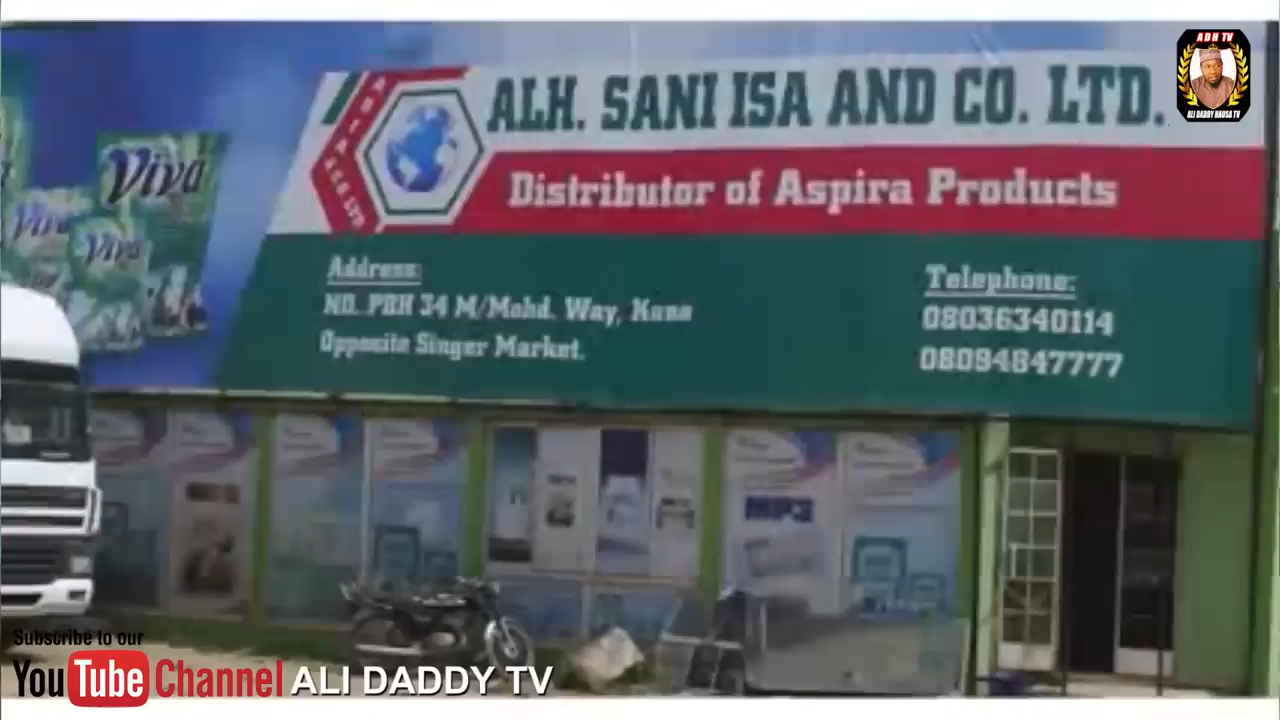 ADH TV
ALI DADDY HAUSA TV
ALH. SANI ISA AND CO. LTD.
Distributor of Aspira Products
Viva
Viva
Viva
Address:
NO. PBH 34 M/Mohd. Way, Kano
Opposite Singer Market.
Telephone:
08036340114
08094847777
MP3
Subscribe to our
YouTube Channel ALI DADDY TV